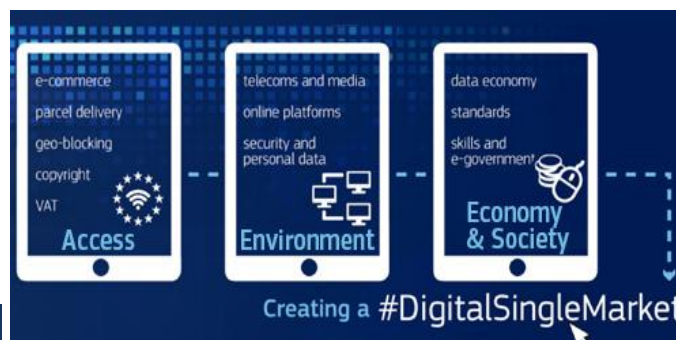 e-commerce
parcel delivery
geo-blocking
copyright
VAT
Access
telecoms and media
online platforms
security and
personal data
Environment
data economy
standards
skills and
e-government
Economy
& Society
Creating a #DigitalSingleMarket